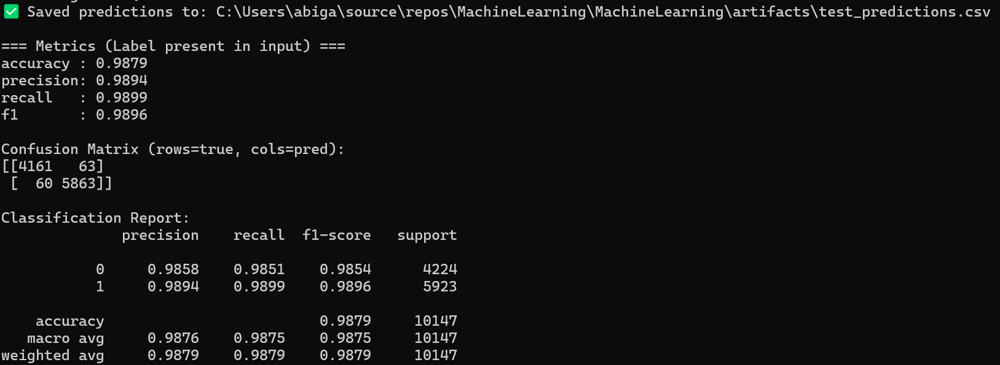 ✅ Saved predictions to: C:\Users\abiga\source\repos\MachineLearning\MachineLearning\artifacts\test_predictions.csv
=== Metrics (Label present in input) ===
accuracy : 0.9879
precision: 0.9894
recall   : 0.9899
f1       : 0.9896
Confusion Matrix (rows=true, cols=pred):
[[4161   63]
 [  60 5863]]
Classification Report:
              precision    recall  f1-score   support
           0     0.9858    0.9851    0.9854      4224
           1     0.9894    0.9899    0.9896      5923
    accuracy                         0.9879     10147
   macro avg     0.9876    0.9875    0.9875     10147
weighted avg     0.9879    0.9879    0.9879     10147